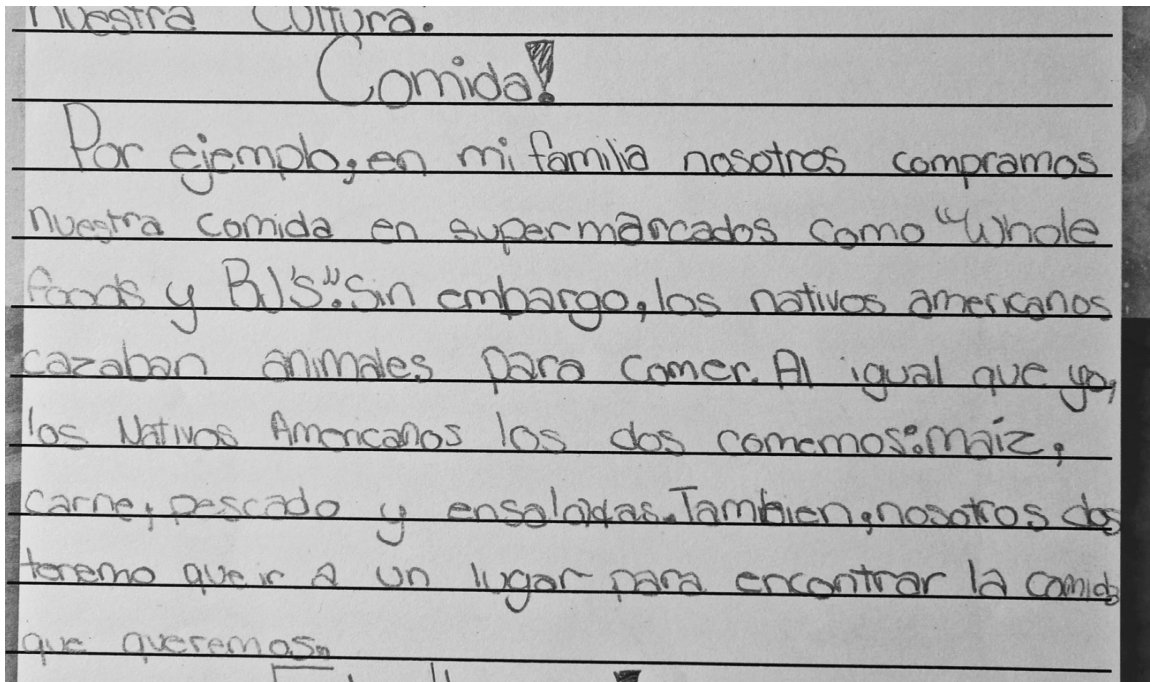 nuestra cultura.
Comida!
Por ejemplo, en mi familia nosotros compramos
nuestra comida en supermarcados como "Whole
foods y BJ's". Sin embargo, los nativos americanos
cazaban animales para comer. Al igual que yo,
los Nativos Americanos los dos comemos: maíz,
carne, pescado y ensaladas. Tambien, nosotros dos
tenemo que ir a un lugar para encontrar la comida
que queremos.